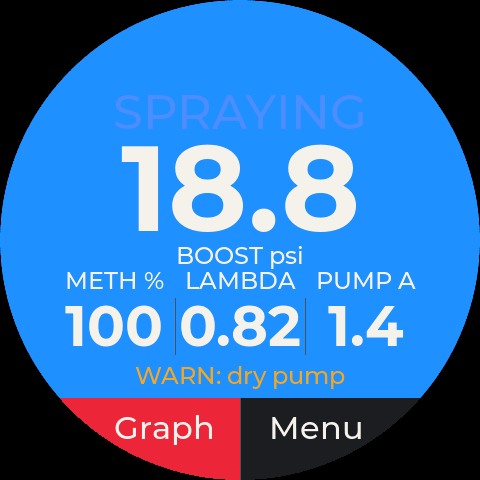 SPRAYING
18.8
BOOST psi
METH % LAMBDA PUMP A
100 0.82 1.4
WARN: dry pump
Graph Menu